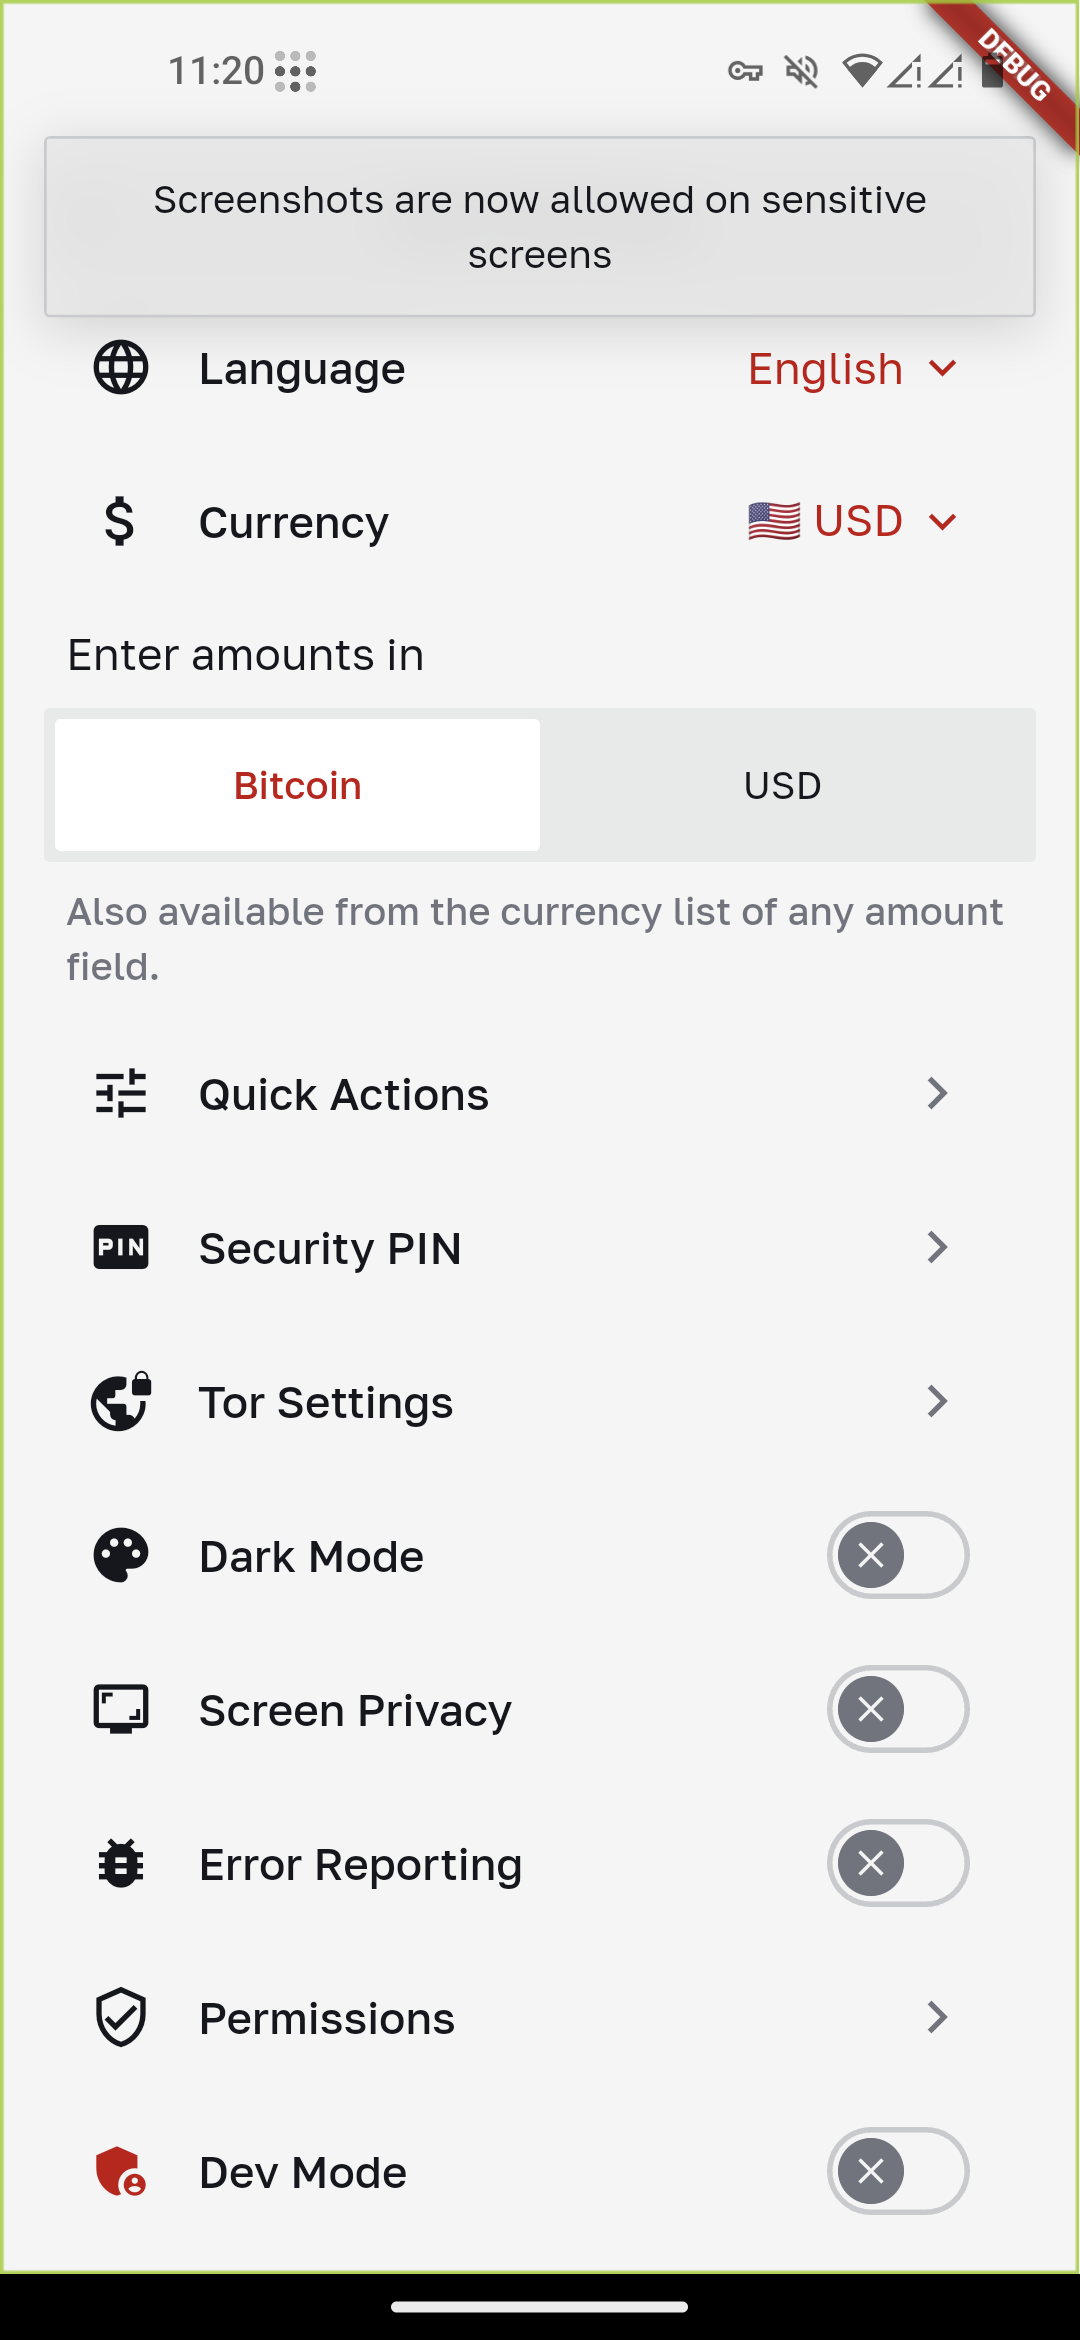 11:20
DEBUG
Screenshots are now allowed on sensitive
screens
Language
English
Currency
USD
Enter amounts in
Bitcoin
USD
Also available from the currency list of any amount
field.
Quick Actions
PIN
Security PIN
Tor Settings
Dark Mode
Screen Privacy
Error Reporting
Permissions
Dev Mode